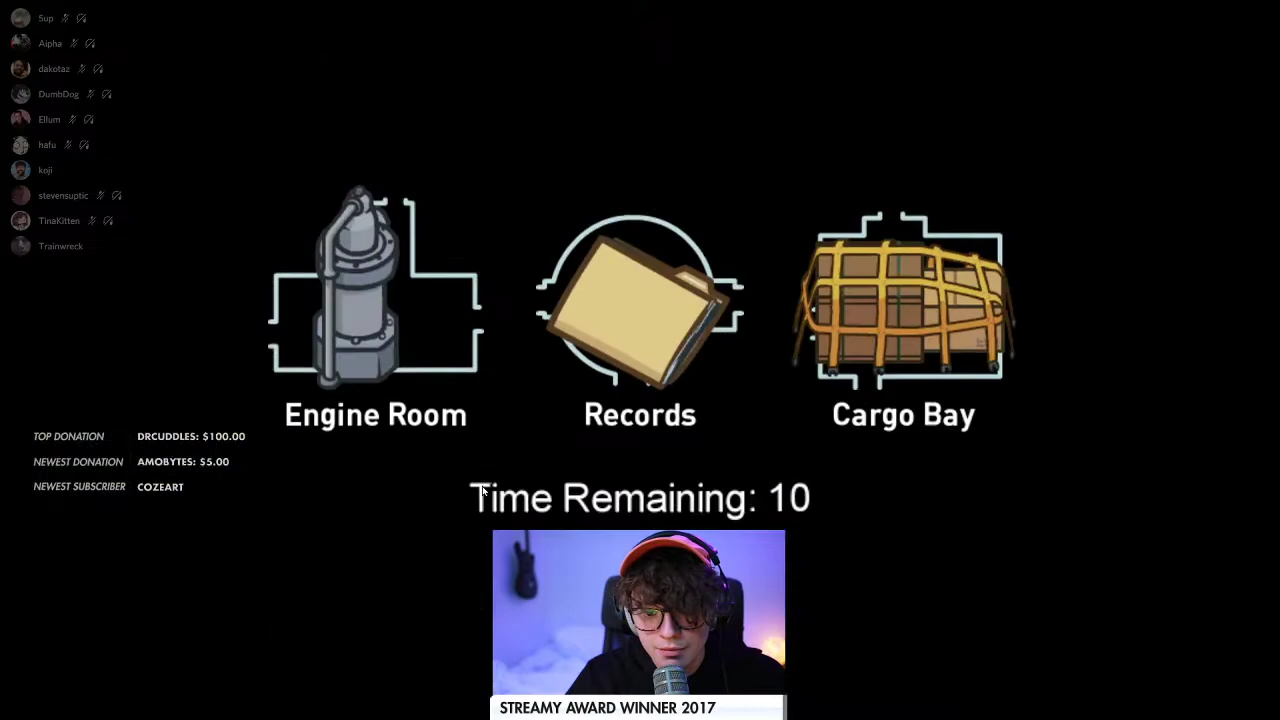 Sup
Aipha
dakotaz
DumbDog
Ellum
hafu
koji
stevensuptic
TinaKitten
Trainwreck
Engine Room
Records
Cargo Bay
TOP DONATION DRCUDDLES: $100.00
NEWEST DONATION AMOBYTES: $5.00
NEWEST SUBSCRIBER COZEART
Time Remaining: 10
STREAMY AWARD WINNER 2017